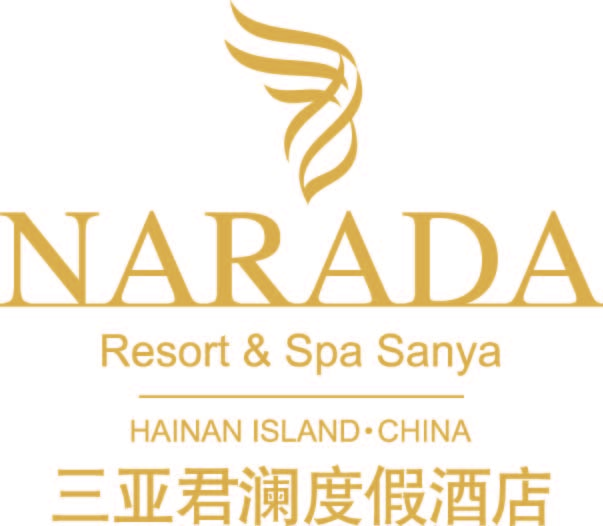 NARADA
Resort & Spa Sanya
HAINAN ISLAND·CHINA
三亚君澜度假酒店